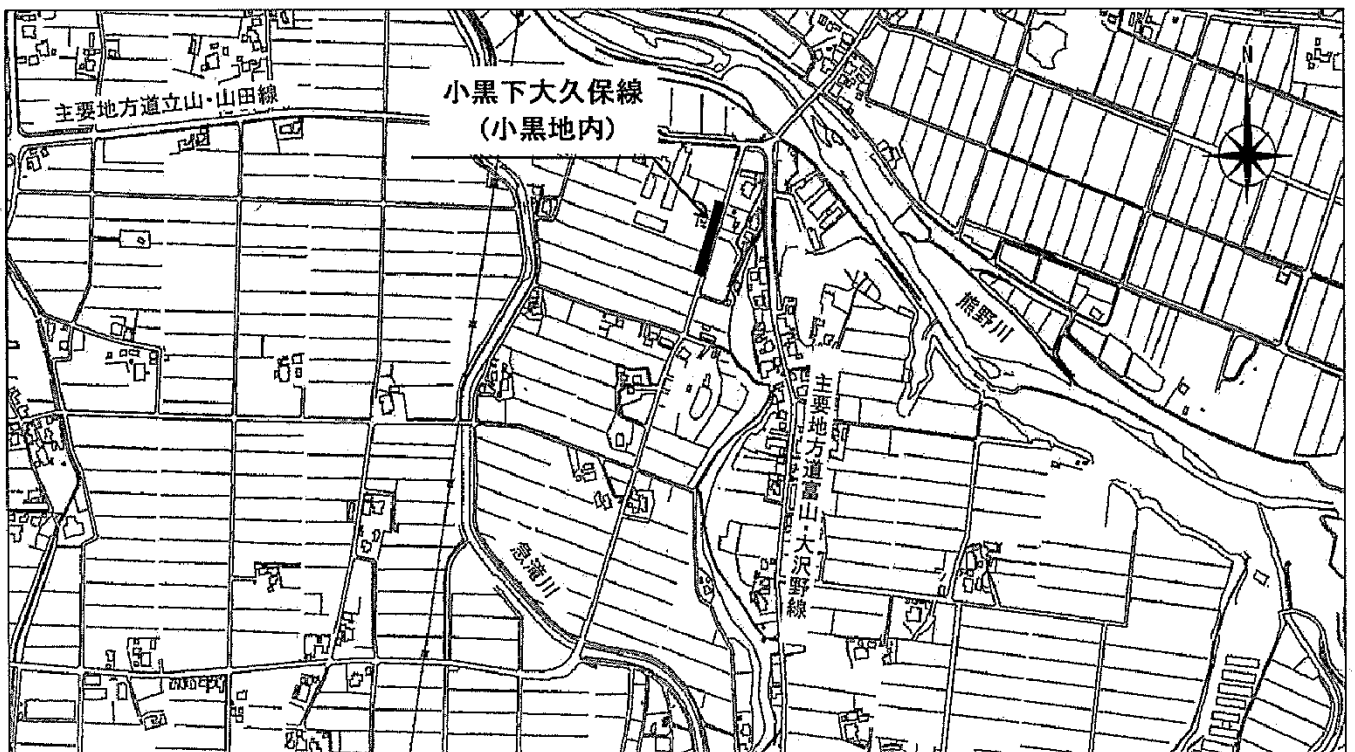 N
小黒下大久保線
(小黒地内)
主要地方道立山・山田線
熊野川
主要地方道富山・大沢野線
急滝川